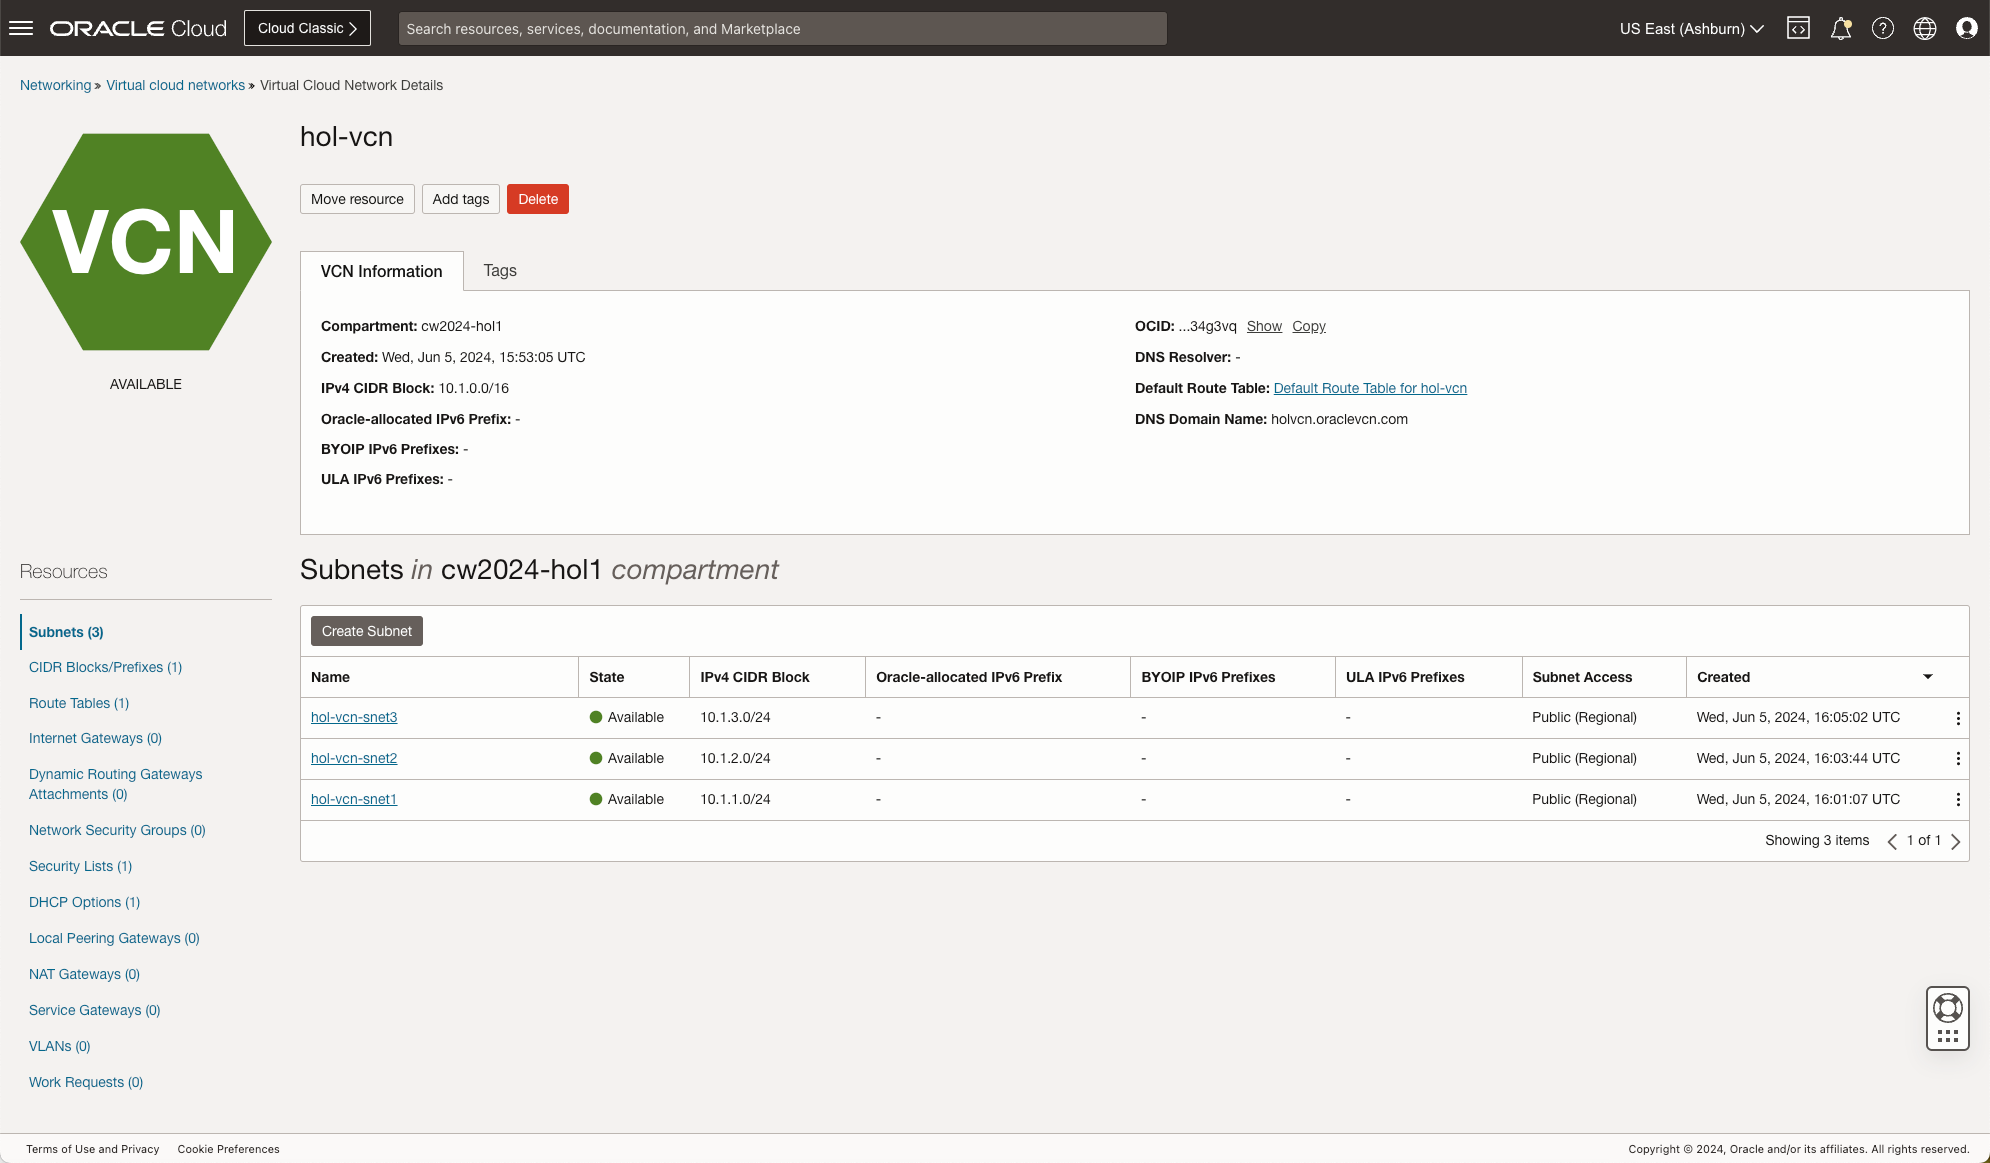 ORACLE Cloud
Cloud Classic
Search resources, services, documentation, and Marketplace
US East (Ashburn)
Networking » Virtual cloud networks » Virtual Cloud Network Details
VCN
AVAILABLE
hol-vcn
Move resource Add tags Delete
VCN Information Tags
Compartment: cw2024-hol1
Created: Wed, Jun 5, 2024, 15:53:05 UTC
IPv4 CIDR Block: 10.1.0.0/16
Oracle-allocated IPv6 Prefix: -
BYOIP IPv6 Prefixes: -
ULA IPv6 Prefixes: -
OCID: ...34g3vq Show Copy
DNS Resolver: -
Default Route Table: Default Route Table for hol-vcn
DNS Domain Name: holvcn.oraclevcn.com
Resources
Subnets (3)
CIDR Blocks/Prefixes (1)
Route Tables (1)
Internet Gateways (0)
Dynamic Routing Gateways
Attachments (0)
Network Security Groups (0)
Security Lists (1)
DHCP Options (1)
Local Peering Gateways (0)
NAT Gateways (0)
Service Gateways (0)
VLANs (0)
Work Requests (0)
Subnets in cw2024-hol1 compartment
Create Subnet
Name State IPv4 CIDR Block Oracle-allocated IPv6 Prefix BYOIP IPv6 Prefixes ULA IPv6 Prefixes Subnet Access Created
hol-vcn-snet3 Available 10.1.3.0/24 - - - Public (Regional) Wed, Jun 5, 2024, 16:05:02 UTC
hol-vcn-snet2 Available 10.1.2.0/24 - - - Public (Regional) Wed, Jun 5, 2024, 16:03:44 UTC
hol-vcn-snet1 Available 10.1.1.0/24 - - - Public (Regional) Wed, Jun 5, 2024, 16:01:07 UTC
Showing 3 items 1 of 1
Terms of Use and Privacy Cookie Preferences
Copyright © 2024, Oracle and/or its affiliates. All rights reserved.